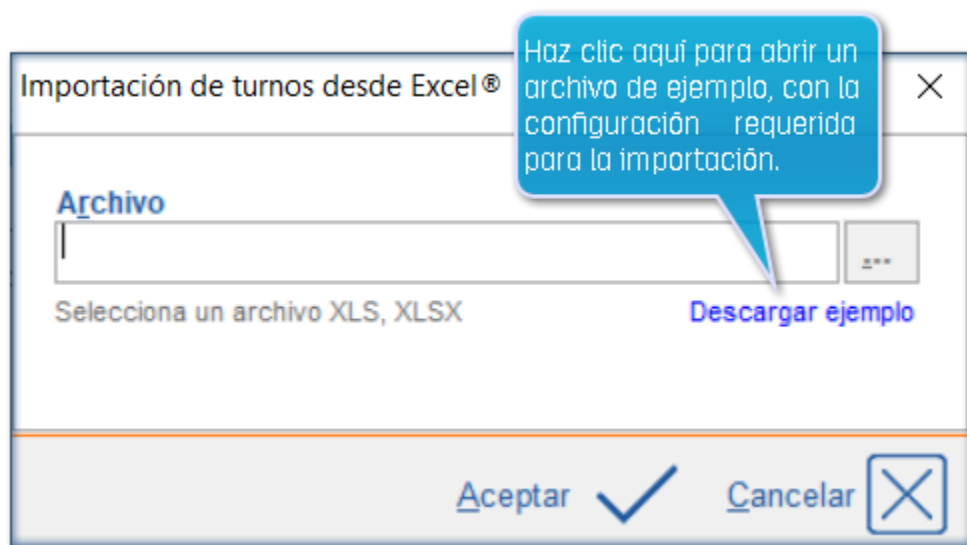 Importación de turnos desde Excel®
Haz clic aquí para abrir un
archivo de ejemplo, con la
configuración requerida
para la importación.
Archivo
...
Selecciona un archivo XLS, XLSX
Descargar ejemplo
Aceptar
Cancelar